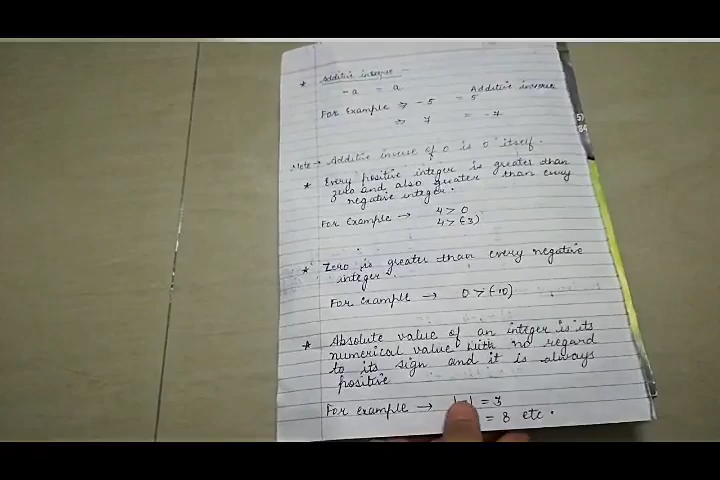 * Additive inverse
-a = a
Additive inverse
For Example ⇒ -5 = 5
⇒ 7 = -7
Note → Additive inverse of 0 is 0 itself.
* Every positive integer is greater than
zero and also greater than every
negative integer.
For Example → 4 > 0
4 > (-3)
* Zero is greater than every negative
integer.
For example → 0 > (-10)
* Absolute value of an integer is its
numerical value with no regard
to its sign and it is always
positive
For example → = 3
= 8 etc.